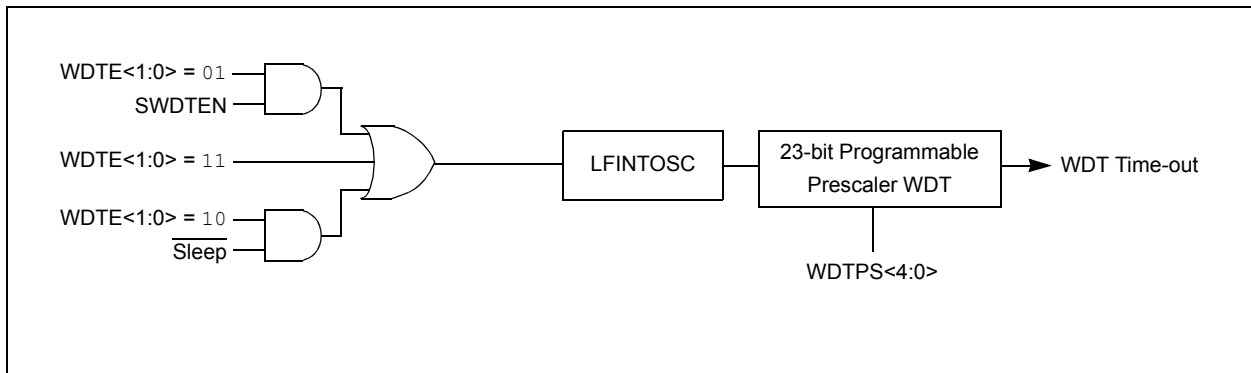 WDTE<1:0> = 01
SWDTEN
WDTE<1:0> = 11
WDTE<1:0> = 10
Sleep
LFINTOSC
23-bit Programmable
Prescaler WDT
WDT Time-out
WDTPS<4:0>